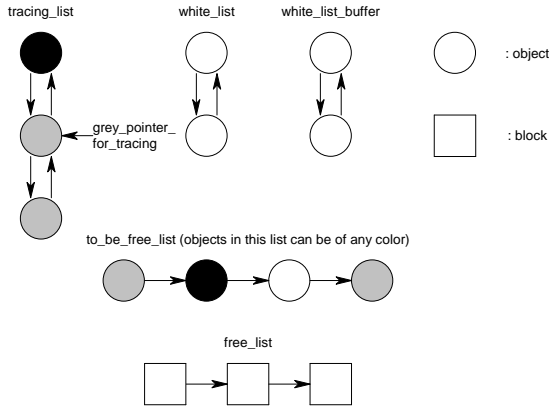 tracing_list
white_list
white_list_buffer
: object
grey_pointer_
for_tracing
: block
to_be_free_list (objects in this list can be of any color)
free_list